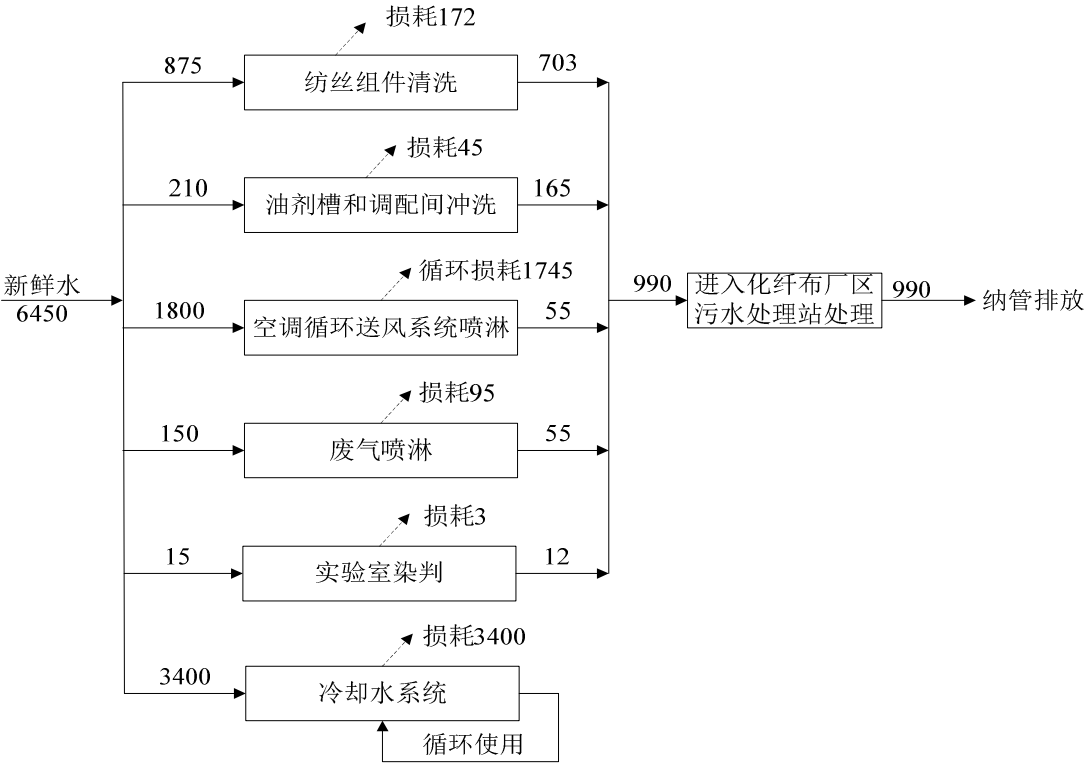 损耗172
875
纺丝组件清洗
703
损耗45
210
油剂槽和调配间冲洗
165
新鲜水
6450
循环损耗1745
1800
空调循环送风系统喷淋
55
990
进入化纤布厂区
污水处理站处理
990
纳管排放
损耗95
150
废气喷淋
55
损耗3
15
实验室染判
12
损耗3400
3400
冷却水系统
循环使用